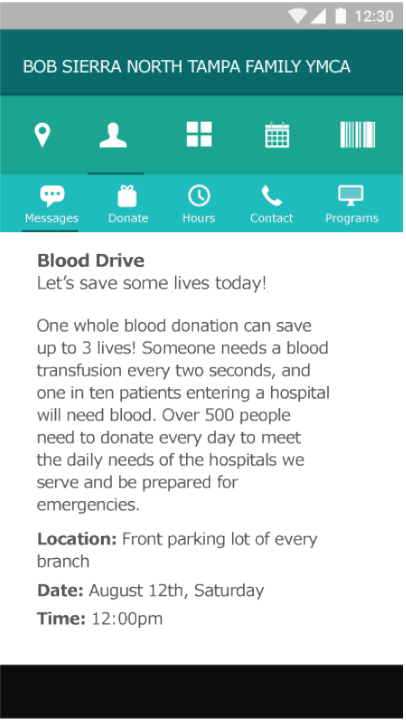 12:30
BOB SIERRA NORTH TAMPA FAMILY YMCA
Messages Donate Hours Contact Programs
Blood Drive
Let's save some lives today!
One whole blood donation can save
up to 3 lives! Someone needs a blood
transfusion every two seconds, and
one in ten patients entering a hospital
will need blood. Over 500 people
need to donate every day to meet
the daily needs of the hospitals we
serve and be prepared for
emergencies.
Location: Front parking lot of every
branch
Date: August 12th, Saturday
Time: 12:00pm